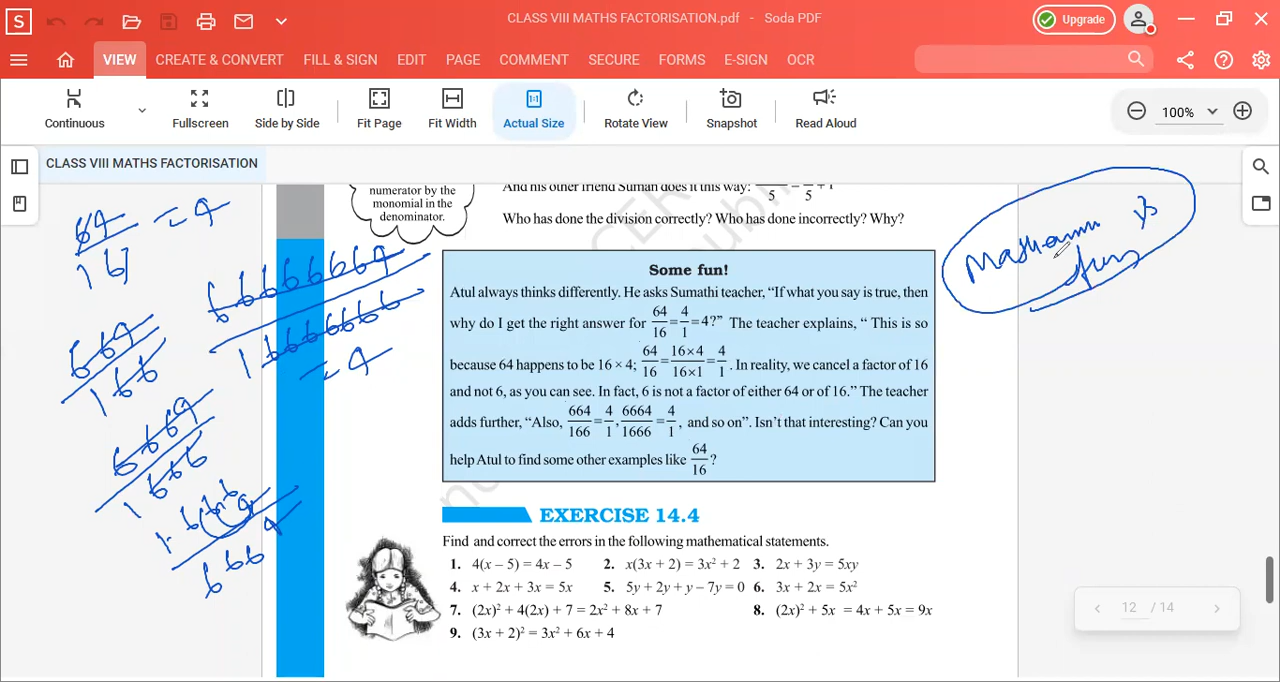 S
CLASS VIII MATHS FACTORISATION.pdf - Soda PDF
Upgrade
VIEW CREATE & CONVERT FILL & SIGN EDIT PAGE COMMENT SECURE FORMS E-SIGN OCR
Continuous Fullscreen Side by Side Fit Page Fit Width Actual Size Rotate View Snapshot Read Aloud 100%
CLASS VIII MATHS FACTORISATION
numerator by the
monomial in the
denominator.
And his other friend Suman does it this way:
Who has done the division correctly? Who has done incorrectly? Why?
Some fun!
Atul always thinks differently. He asks Sumathi teacher, “If what you say is true, then
why do I get the right answer for 64/16 = 4/1 = 4?” The teacher explains, “ This is so
because 64 happens to be 16 × 4; 64/16 = 16×4/16×1 = 4/1. In reality, we cancel a factor of 16
and not 6, as you can see. In fact, 6 is not a factor of either 64 or of 16.” The teacher
adds further, “Also, 664/166 = 4/1, 6664/1666 = 4/1, and so on”. Isn’t that interesting? Can you
help Atul to find some other examples like 64/16?
EXERCISE 14.4
Find and correct the errors in the following mathematical statements.
1. 4(x – 5) = 4x – 5 2. x(3x + 2) = 3x² + 2 3. 2x + 3y = 5xy
4. x + 2x + 3x = 5x 5. 5y + 2y + y – 7y = 0 6. 3x + 2x = 5x²
7. (2x)² + 4(2x) + 7 = 2x² + 8x + 7 8. (2x)² + 5x = 4x + 5x = 9x
9. (3x + 2)² = 3x² + 6x + 4
64/16 = 4
664/166
6664/1666
= 4
is
fun
12 / 14